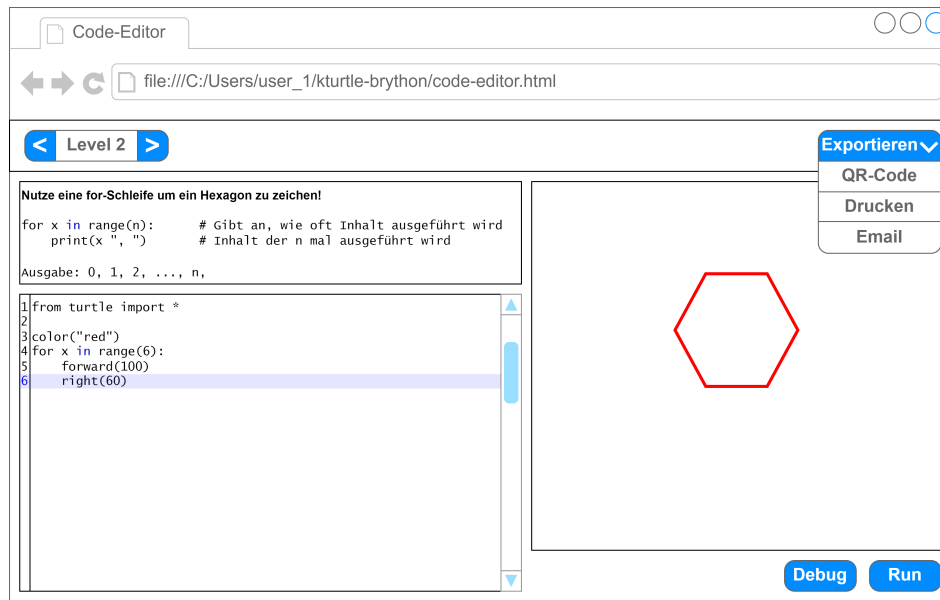 Code-Editor
file:///C:/Users/user_1/kturtle-brython/code-editor.html
< Level 2 >
Exportieren
QR-Code
Drucken
Email
Nutze eine for-Schleife um ein Hexagon zu zeichen!
for x in range(n):      # Gibt an, wie oft Inhalt ausgeführt wird
    print(x ", ")       # Inhalt der n mal ausgeführt wird
Ausgabe: 0, 1, 2, ..., n,
1 from turtle import *
2
3 color("red")
4 for x in range(6):
5     forward(100)
6     right(60)
Debug
Run